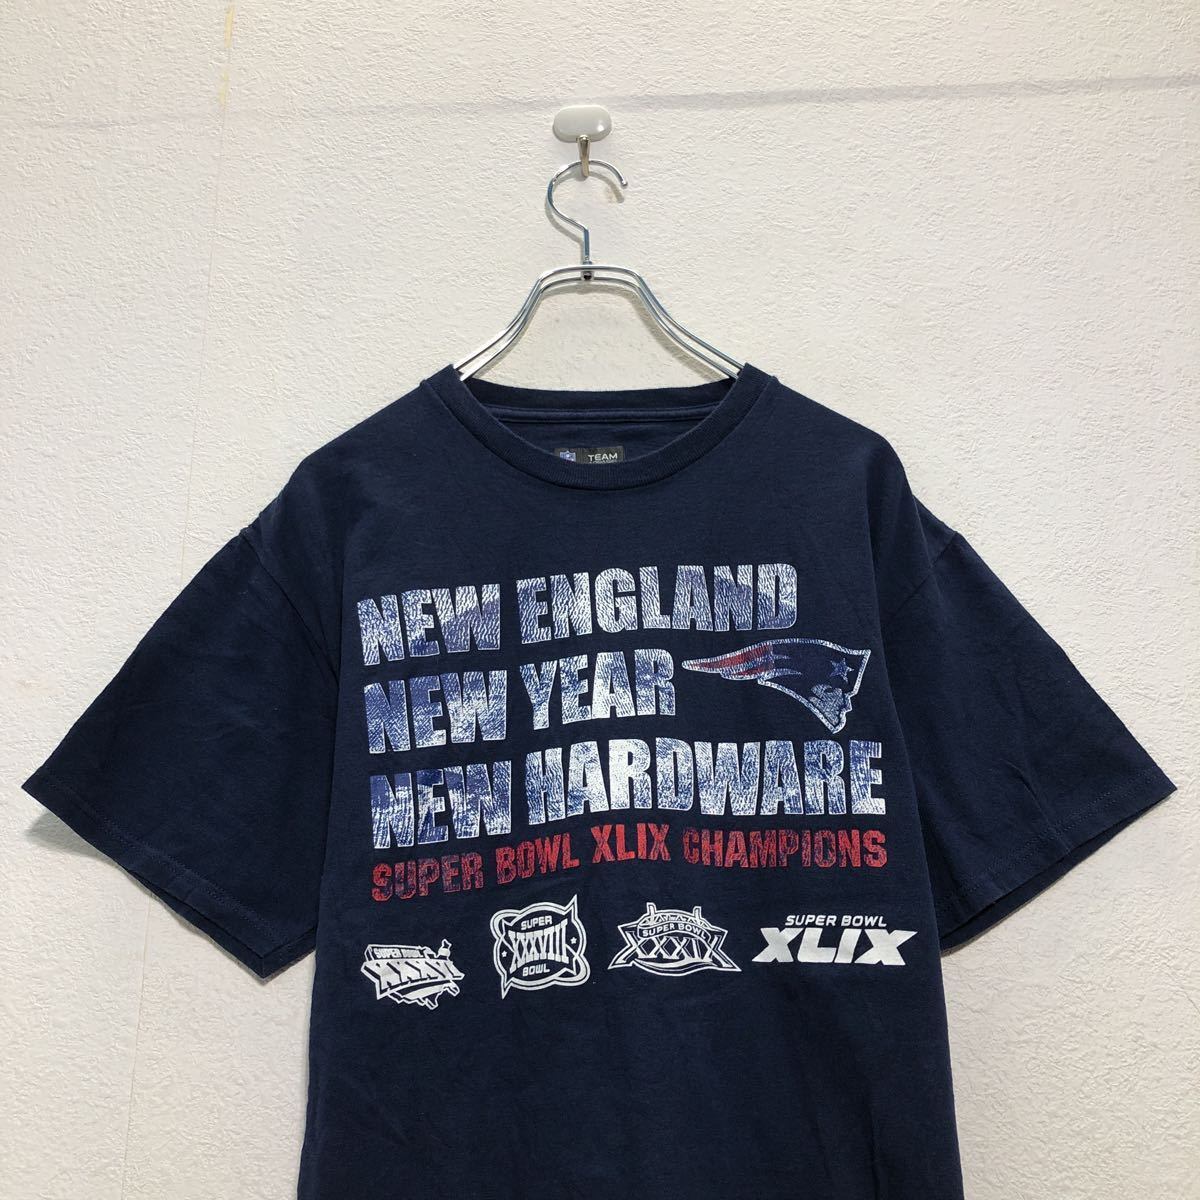 TEAM
NEW ENGLAND
NEW YEAR
NEW HARDWARE
SUPER BOWL XLIX CHAMPIONS
SUPER BOWL
XXXVI
SUPER
XXXVIII
BOWL
SUPER BOWL
XXXIX
SUPER BOWL
XLIX